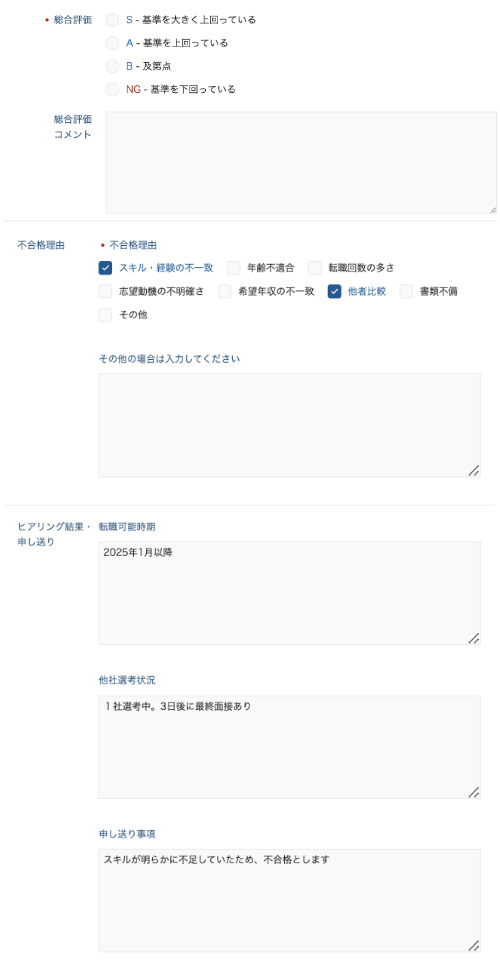 • 総合評価
S - 基準を大きく上回っている
A - 基準を上回っている
B - 及第点
NG - 基準を下回っている
総合評価
コメント
不合格理由
• 不合格理由
スキル・経験の不一致 年齢不適合 転職回数の多さ
志望動機の不明確さ 希望年収の不一致 他者比較 書類不備
その他
その他の場合は入力してください
ヒアリング結果・
申し送り
転職可能時期
2025年1月以降
他社選考状況
1社選考中。3日後に最終面接あり
申し送り事項
スキルが明らかに不足していたため、不合格とします